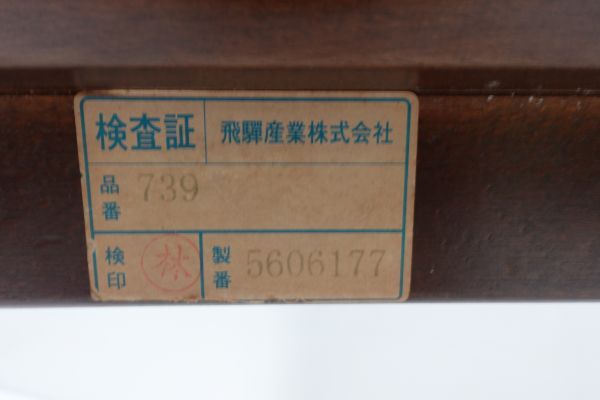 検査証 飛驒産業株式会社
品番 739
検印 林 製番 5606177